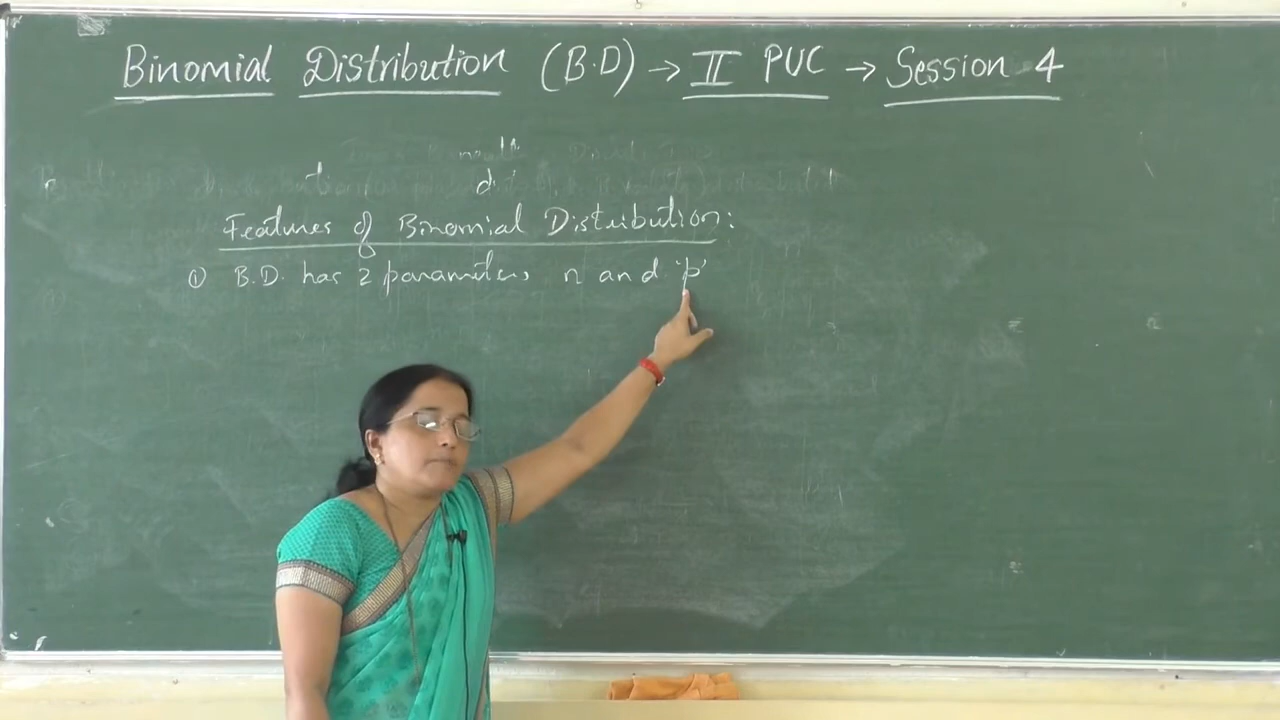 Binomial Distribution (B.D) → II PUC → Session 4
Features of Binomial Distribution:
① B.D. has 2 parameters n and 'p'